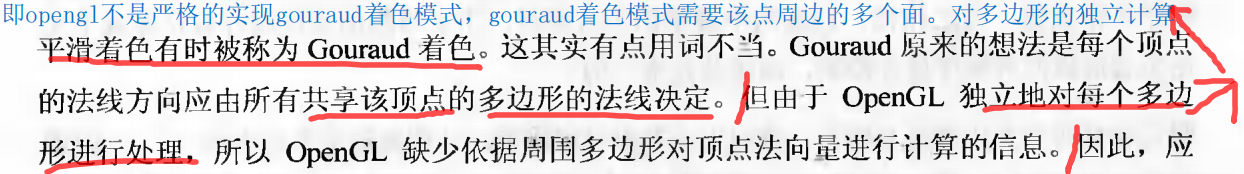 即opengl不是严格的实现gouraud着色模式，gouraud着色模式需要该点周边的多个面。对多边形的独立计算
平滑着色有时被称为 Gouraud 着色。这其实有点用词不当。Gouraud 原来的想法是每个顶点
的法线方向应由所有共享该顶点的多边形的法线决定。但由于 OpenGL 独立地对每个多边
形进行处理，所以 OpenGL 缺少依据周围多边形对顶点法向量进行计算的信息。因此，应